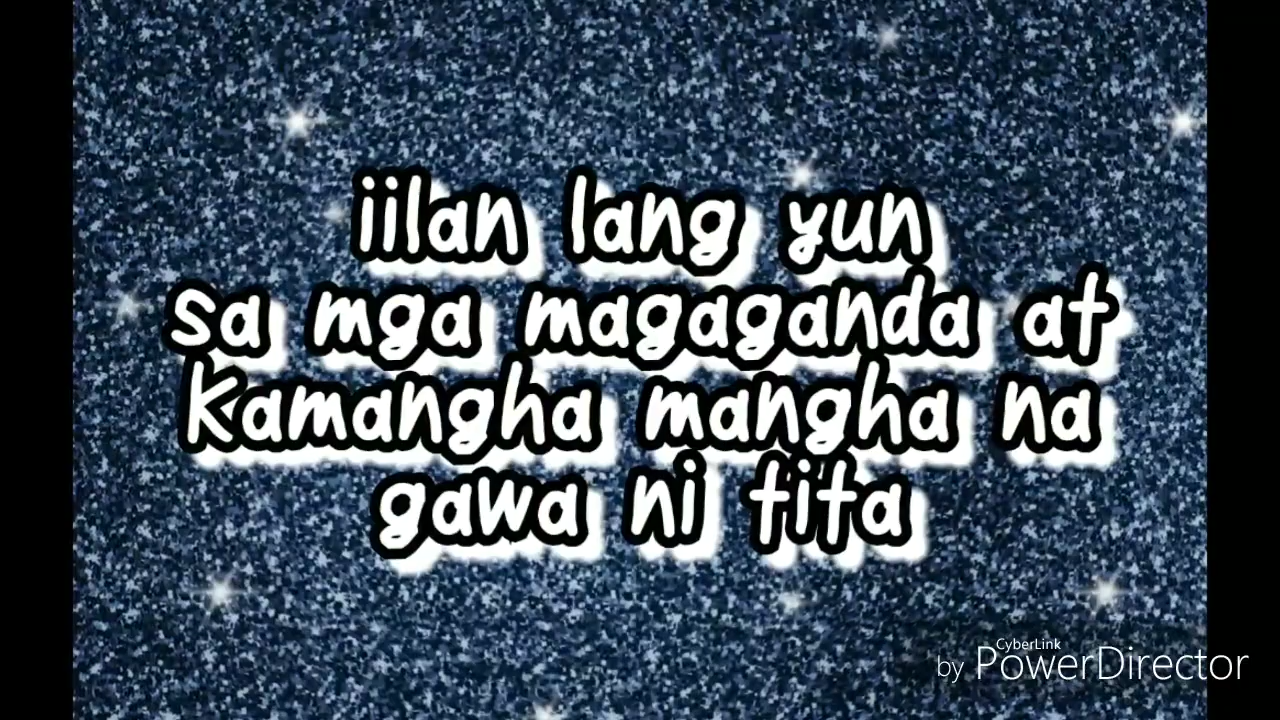 iilan lang yun
sa mga magaganda at
kamangha mangha na
gawa ni tita
CyberLink
by PowerDirector